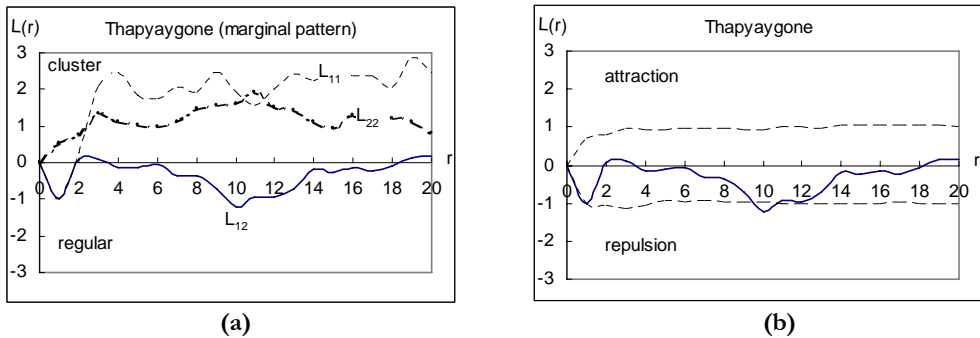 L(r)
Thapyaygone (marginal pattern)
3
cluster
L11
2
1
L22
0
r
0 2 4 6 8 10 12 14 16 18 20
-1
L12
regular
-2
-3
(a)
L(r)
Thapyaygone
3
attraction
2
1
0
r
0 2 4 6 8 10 12 14 16 18 20
-1
repulsion
-2
-3
(b)